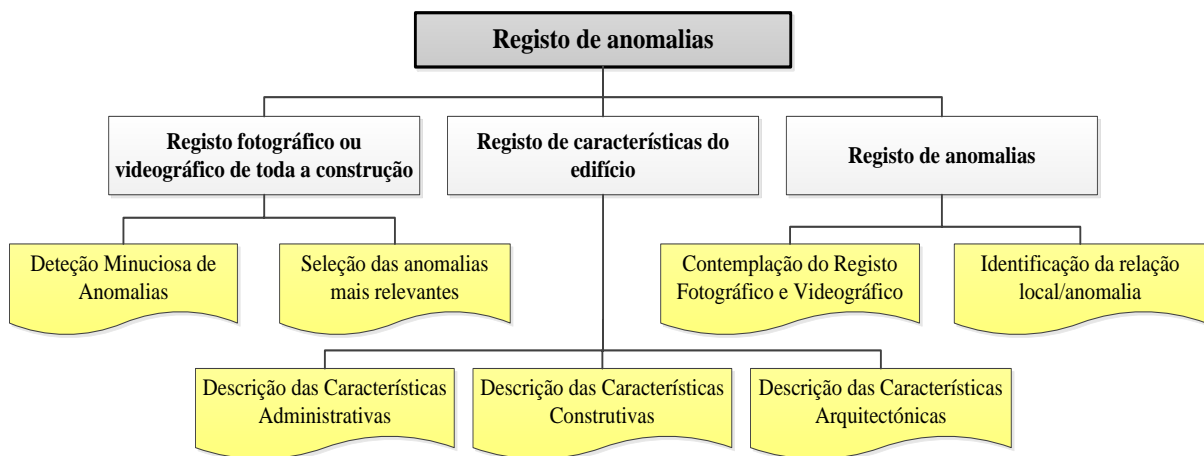 Registo de anomalias
Registo fotográfico ou
videográfico de toda a construção
Registo de características do
edifício
Registo de anomalias
Deteção Minuciosa de
Anomalias
Seleção das anomalias
mais relevantes
Contemplação do Registo
Fotográfico e Videográfico
Identificação da relação
local/anomalia
Descrição das Características
Administrativas
Descrição das Características
Construtivas
Descrição das Características
Arquitectónicas